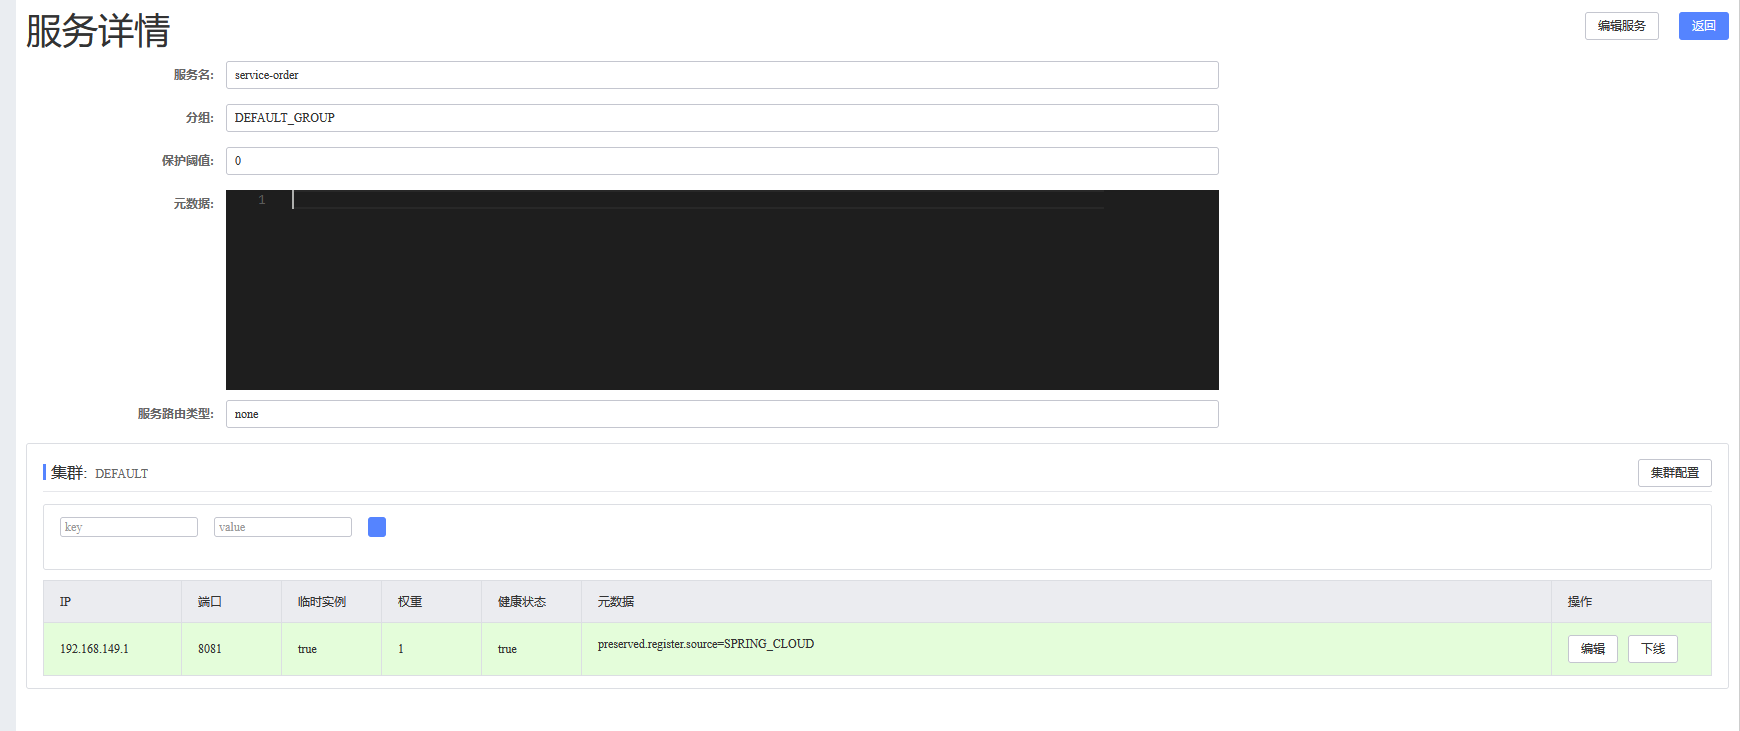 服务详情
编辑服务
返回
服务名: service-order
分组: DEFAULT_GROUP
保护阈值: 0
元数据: 1
服务路由类型: none
集群: DEFAULT
集群配置
key value
IP 端口 临时实例 权重 健康状态 元数据 操作
192.168.149.1 8081 true 1 true preserved.register.source=SPRING_CLOUD 编辑 下线